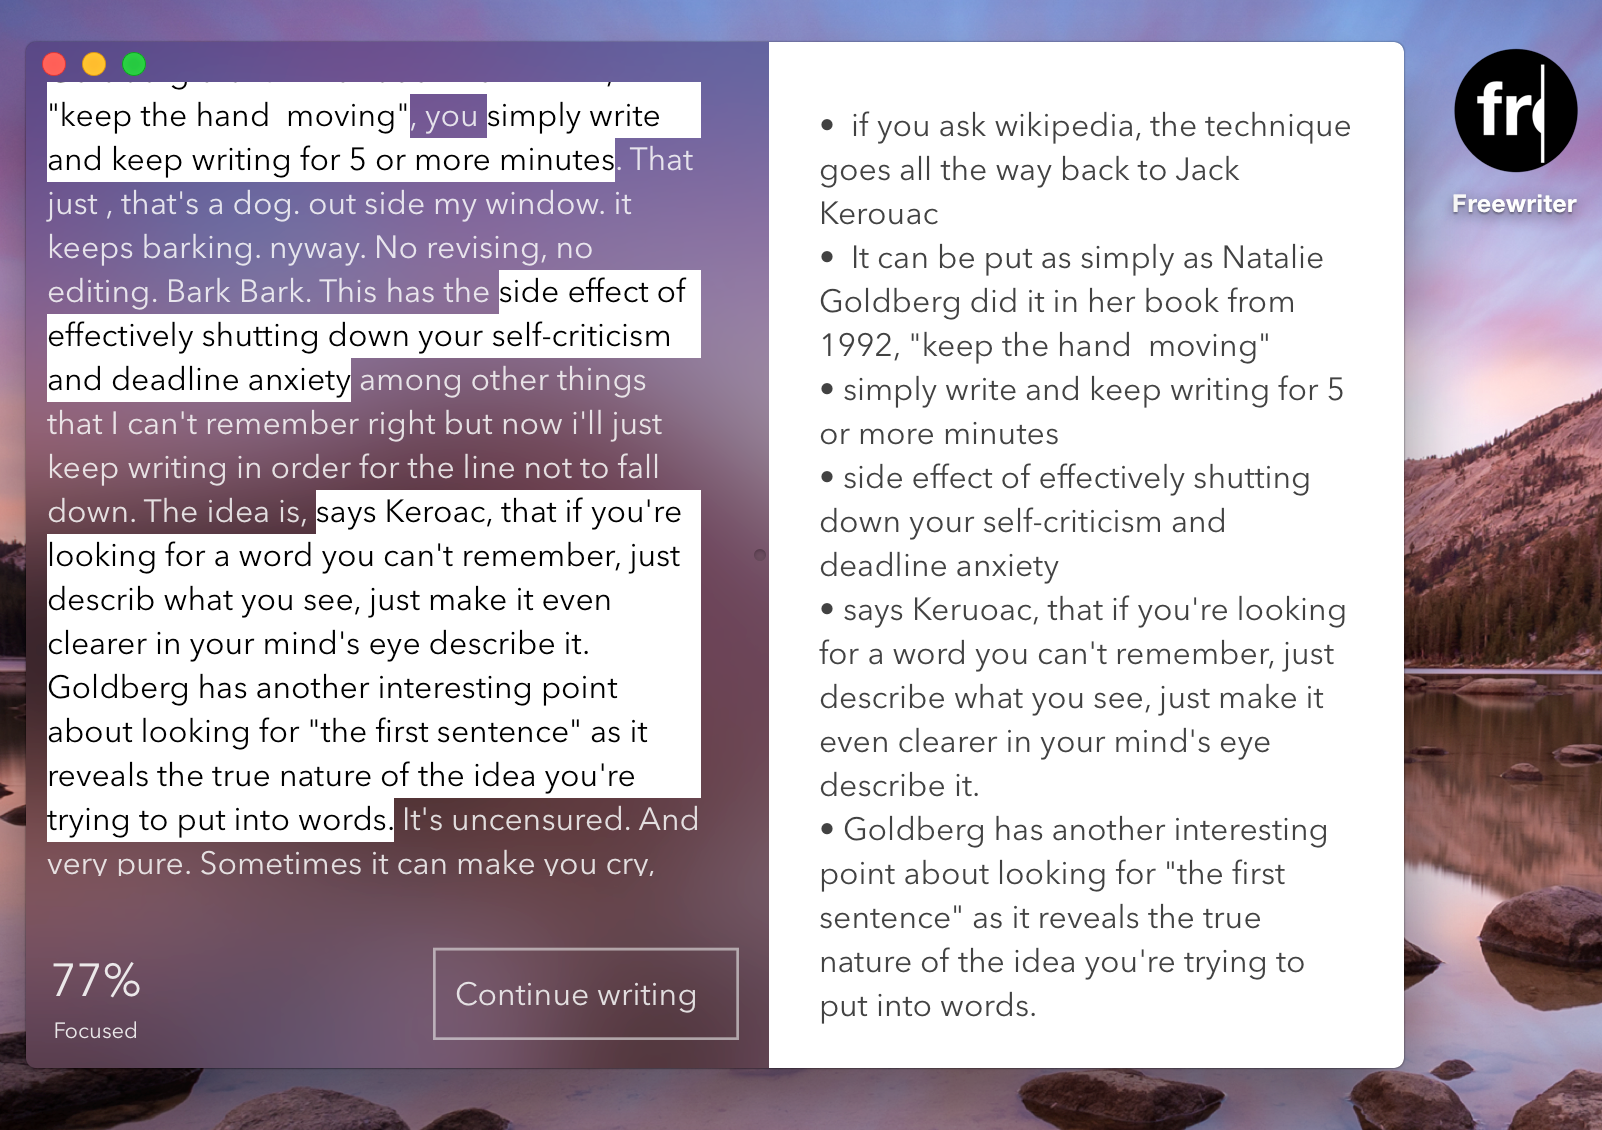 "keep the hand  moving", you simply write
and keep writing for 5 or more minutes. That
just , that's a dog. out side my window. it
keeps barking. nyway. No revising, no
editing. Bark Bark. This has the side effect of
effectively shutting down your self-criticism
and deadline anxiety among other things
that I can't remember right but now i'll just
keep writing in order for the line not to fall
down. The idea is, says Keroac, that if you're
looking for a word you can't remember, just
describ what you see, just make it even
clearer in your mind's eye describe it.
Goldberg has another interesting point
about looking for "the first sentence" as it
reveals the true nature of the idea you're
trying to put into words. It's uncensured. And
very pure. Sometimes it can make you cry,
77%
Focused
Continue writing
• if you ask wikipedia, the technique
goes all the way back to Jack
Kerouac
• It can be put as simply as Natalie
Goldberg did it in her book from
1992, "keep the hand  moving"
• simply write and keep writing for 5
or more minutes
• side effect of effectively shutting
down your self-criticism and
deadline anxiety
• says Keruoac, that if you're looking
for a word you can't remember, just
describe what you see, just make it
even clearer in your mind's eye
describe it.
• Goldberg has another interesting
point about looking for "the first
sentence" as it reveals the true
nature of the idea you're trying to
put into words.
fre
Freewriter